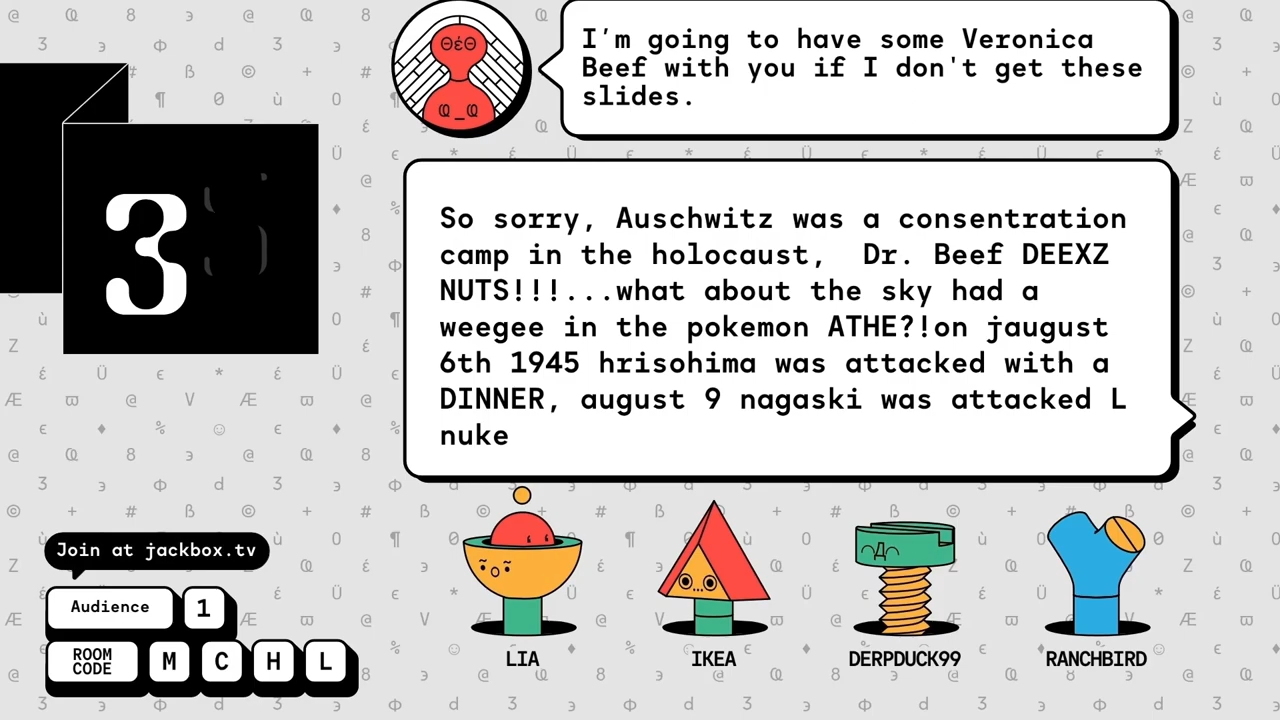 I'm going to have some Veronica
Beef with you if I don't get these
slides.
3
So sorry, Auschwitz was a consentration
camp in the holocaust,  Dr. Beef DEEXZ
NUTS!!!...what about the sky had a
weegee in the pokemon ATHE?!on jaugust
6th 1945 hrisohima was attacked with a
DINNER, august 9 nagaski was attacked L
nuke
Join at jackbox.tv
Audience 1
ROOM CODE M C H L
LIA IKEA DERPDUCK99 RANCHBIRD